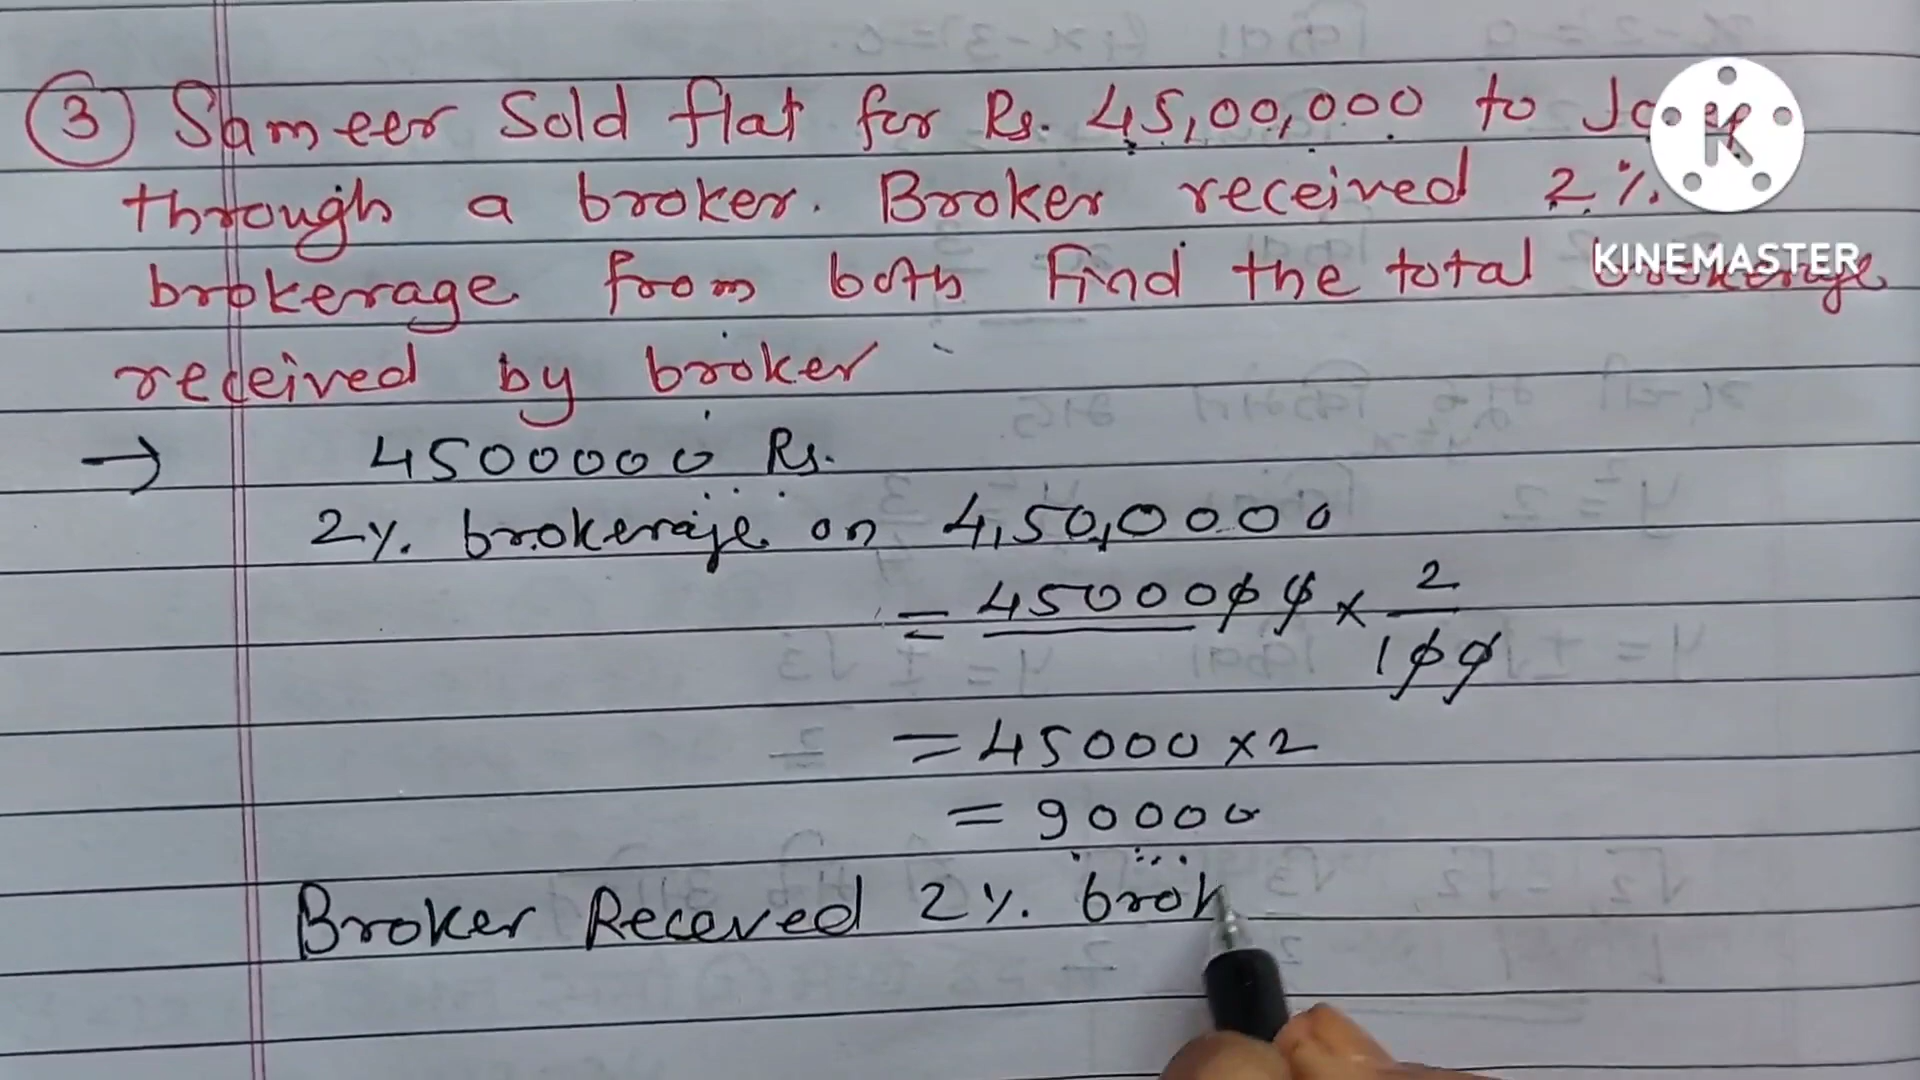 3 Sameer Sold flat for Rs. 45,00,000 to
through a broker. Broker received 2%
brokerage from both find the total brokerage
received by broker
→ 4500000 Rs.
2%. brokeraje on 4,50,0000
= 4500000 × 2
100
= 45000 × 2
= 90000
Broker Receved 2%. brok
K
KINEMASTER